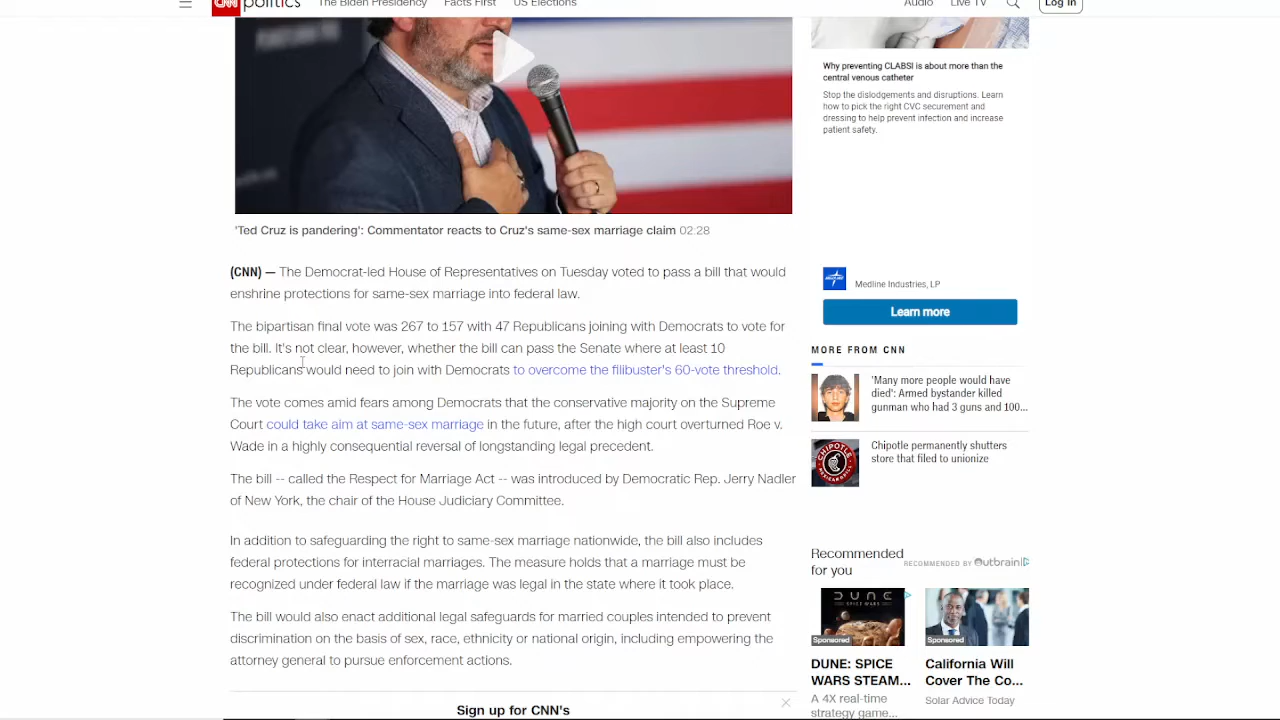 CNN politics The Biden Presidency Facts First US Elections Audio Live TV Log In
'Ted Cruz is pandering': Commentator reacts to Cruz's same-sex marriage claim 02:28
(CNN) — The Democrat-led House of Representatives on Tuesday voted to pass a bill that would
enshrine protections for same-sex marriage into federal law.
The bipartisan final vote was 267 to 157 with 47 Republicans joining with Democrats to vote for
the bill. It's not clear, however, whether the bill can pass the Senate where at least 10
Republicans would need to join with Democrats to overcome the filibuster's 60-vote threshold.
The vote comes amid fears among Democrats that the conservative majority on the Supreme
Court could take aim at same-sex marriage in the future, after the high court overturned Roe v.
Wade in a highly consequential reversal of longstanding legal precedent.
The bill -- called the Respect for Marriage Act -- was introduced by Democratic Rep. Jerry Nadler
of New York, the chair of the House Judiciary Committee.
In addition to safeguarding the right to same-sex marriage nationwide, the bill also includes
federal protections for interracial marriages. The measure holds that a marriage must be
recognized under federal law if the marriage was legal in the state where it took place.
The bill would also enact additional legal safeguards for married couples intended to prevent
discrimination on the basis of sex, race, ethnicity or national origin, including empowering the
attorney general to pursue enforcement actions.
Sign up for CNN's
Why preventing CLABSI is about more than the
central venous catheter
Stop the dislodgements and disruptions. Learn
how to pick the right CVC securement and
dressing to help prevent infection and increase
patient safety.
Medline Industries, LP
Learn more
MORE FROM CNN
'Many more people would have
died': Armed bystander killed
gunman who had 3 guns and 100...
CHIPOTLE
Chipotle permanently shutters
store that filed to unionize
Recommended
for you
RECOMMENDED BY Outbrain
DUNE
SPICE WARS
Sponsored
Sponsored
DUNE: SPICE
WARS STEAM...
A 4X real-time
strategy game...
California Will
Cover The Co...
Solar Advice Today